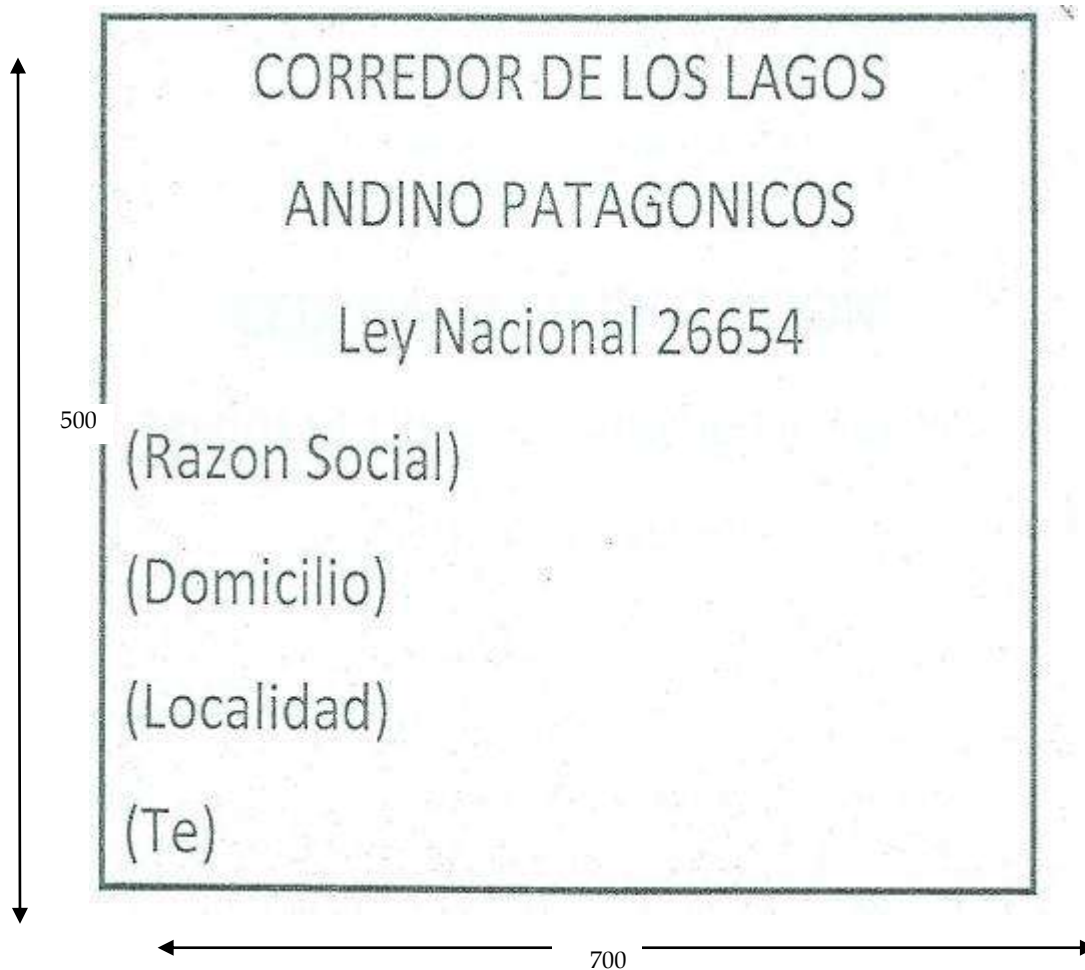 CORREDOR DE LOS LAGOS
ANDINO PATAGONICOS
Ley Nacional 26654
500
(Razon Social)
(Domicilio)
(Localidad)
(Te)
700